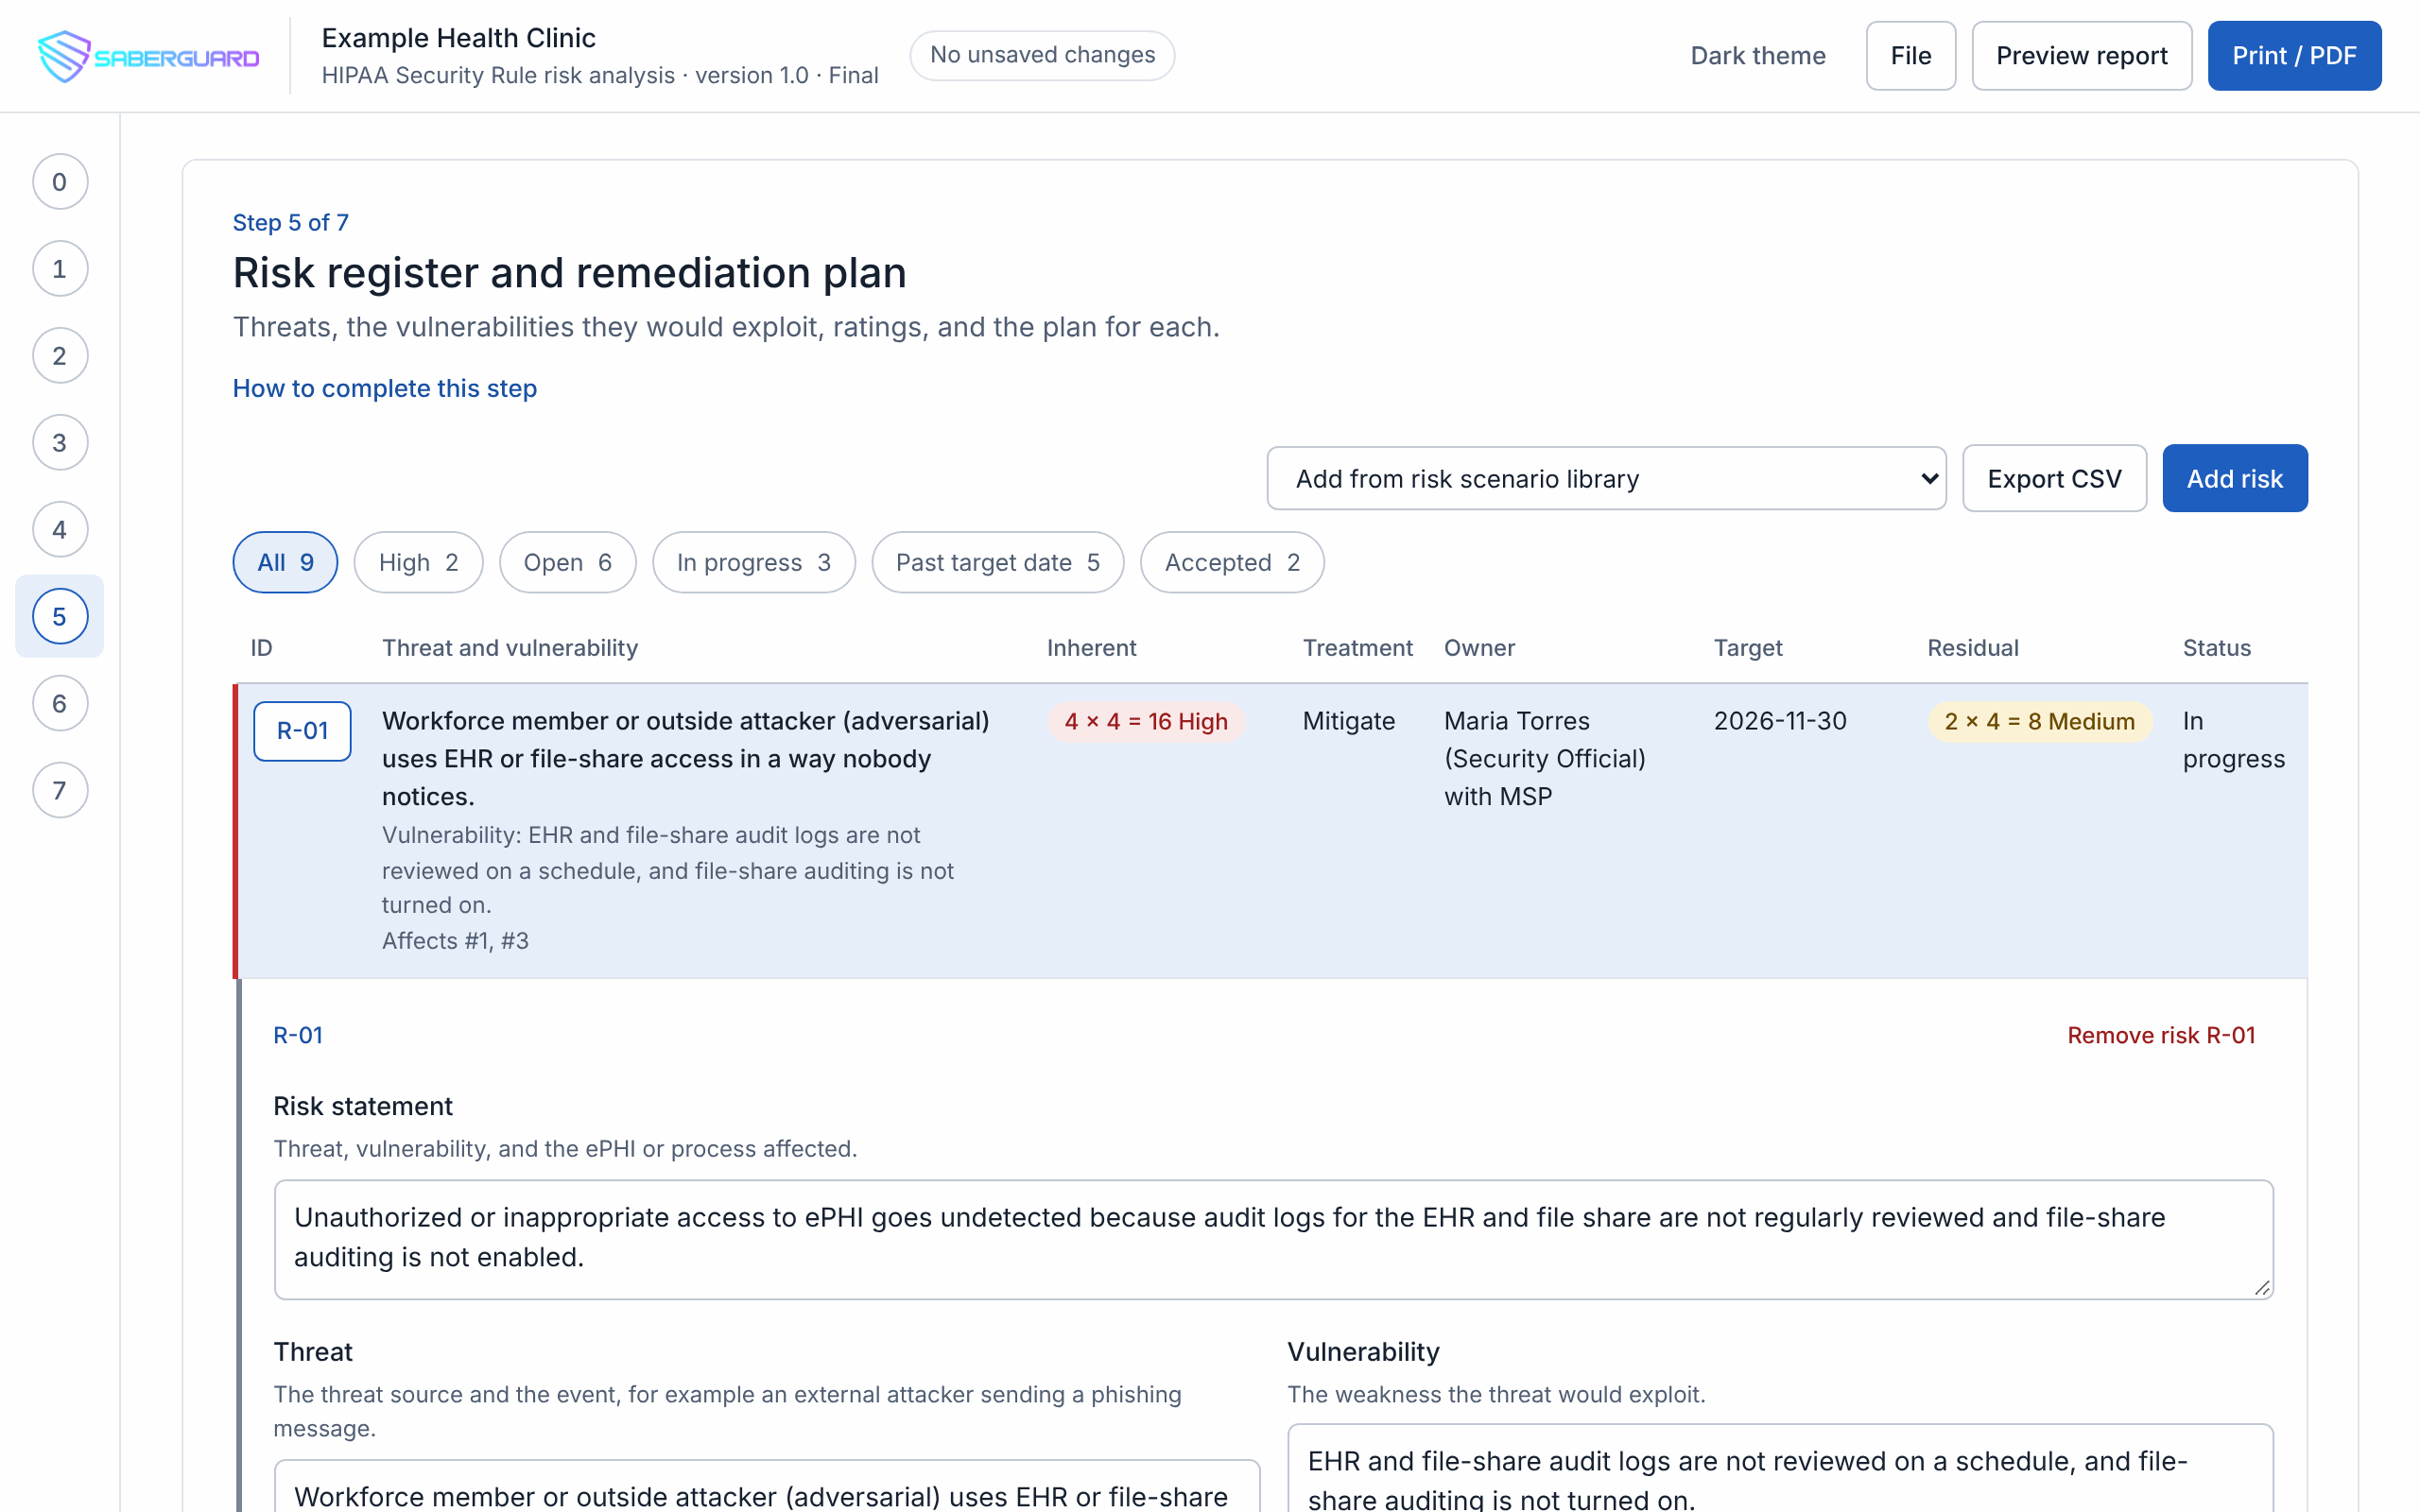 SABERGUARD
Example Health Clinic
HIPAA Security Rule risk analysis · version 1.0 · Final
No unsaved changes
Dark theme
File
Preview report
Print / PDF
0
1
2
3
4
5
6
7
Step 5 of 7
Risk register and remediation plan
Threats, the vulnerabilities they would exploit, ratings, and the plan for each.
How to complete this step
Add from risk scenario library
Export CSV
Add risk
All 9
High 2
Open 6
In progress 3
Past target date 5
Accepted 2
ID
Threat and vulnerability
Inherent
Treatment
Owner
Target
Residual
Status
R-01
Workforce member or outside attacker (adversarial)
uses EHR or file-share access in a way nobody
notices.
Vulnerability: EHR and file-share audit logs are not
reviewed on a schedule, and file-share auditing is not
turned on.
Affects #1, #3
4 × 4 = 16 High
Mitigate
Maria Torres
(Security Official)
with MSP
2026-11-30
2 × 4 = 8 Medium
In
progress
R-01
Remove risk R-01
Risk statement
Threat, vulnerability, and the ePHI or process affected.
Unauthorized or inappropriate access to ePHI goes undetected because audit logs for the EHR and file share are not regularly reviewed and file-share
auditing is not enabled.
Threat
The threat source and the event, for example an external attacker sending a phishing
message.
Workforce member or outside attacker (adversarial) uses EHR or file-share
Vulnerability
The weakness the threat would exploit.
EHR and file-share audit logs are not reviewed on a schedule, and file-
share auditing is not turned on.